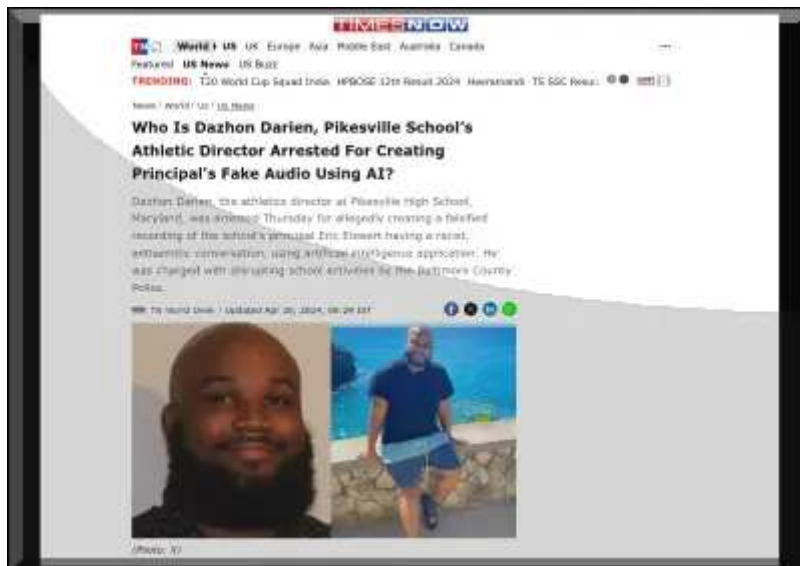 TIMES NOW
TN World US UK Europe Asia Middle East Australia Canada
Featured US News US Buzz
TRENDING: T20 World Cup Squad India HPBOSE 12th Result 2024 Heeramandi TS SSC
News / World / US / US News
Who Is Dazhon Darien, Pikesville School's
Athletic Director Arrested For Creating
Principal's Fake Audio Using AI?
Dazhon Darien, the athletics director at Pikesville High School,
Maryland, was arrested Thursday for allegedly creating a falsified
recording of the school's principal Eric Eiswert having a racist,
antisemitic conversation, using artificial intelligence application. He
was charged with disrupting school activities by the Baltimore County
Police.
TN World Desk | Updated Apr 26, 2024, IST
(Photo: X)